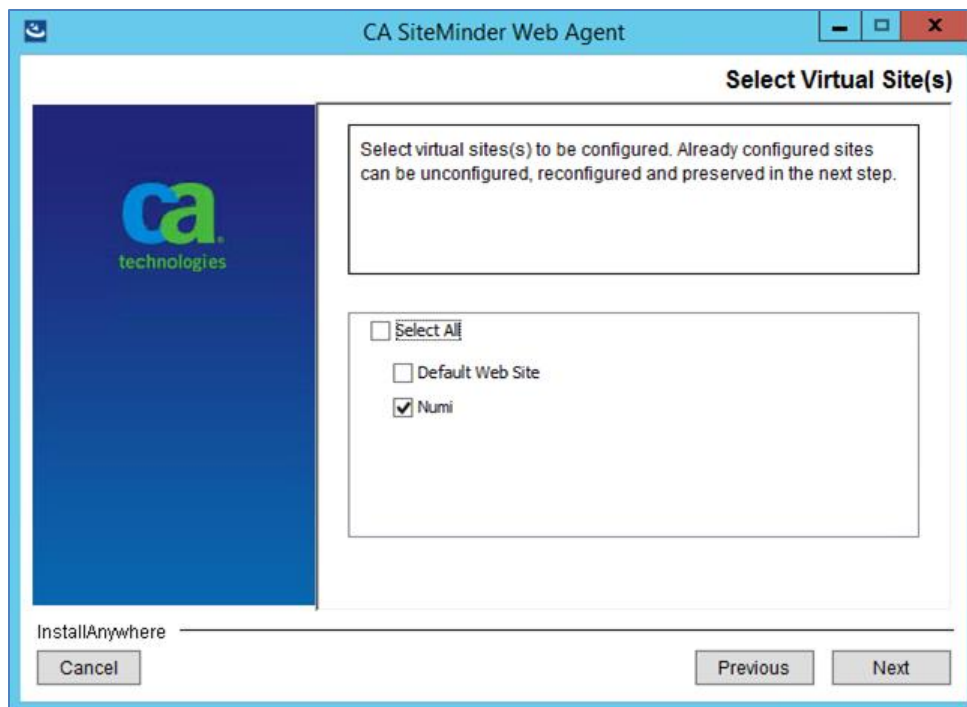 CA SiteMinder Web Agent
Select Virtual Site(s)
ca
technologies
Select virtual sites(s) to be configured. Already configured sites
can be unconfigured, reconfigured and preserved in the next step.
Select All
Default Web Site
Numi
InstallAnywhere
Cancel
Previous
Next